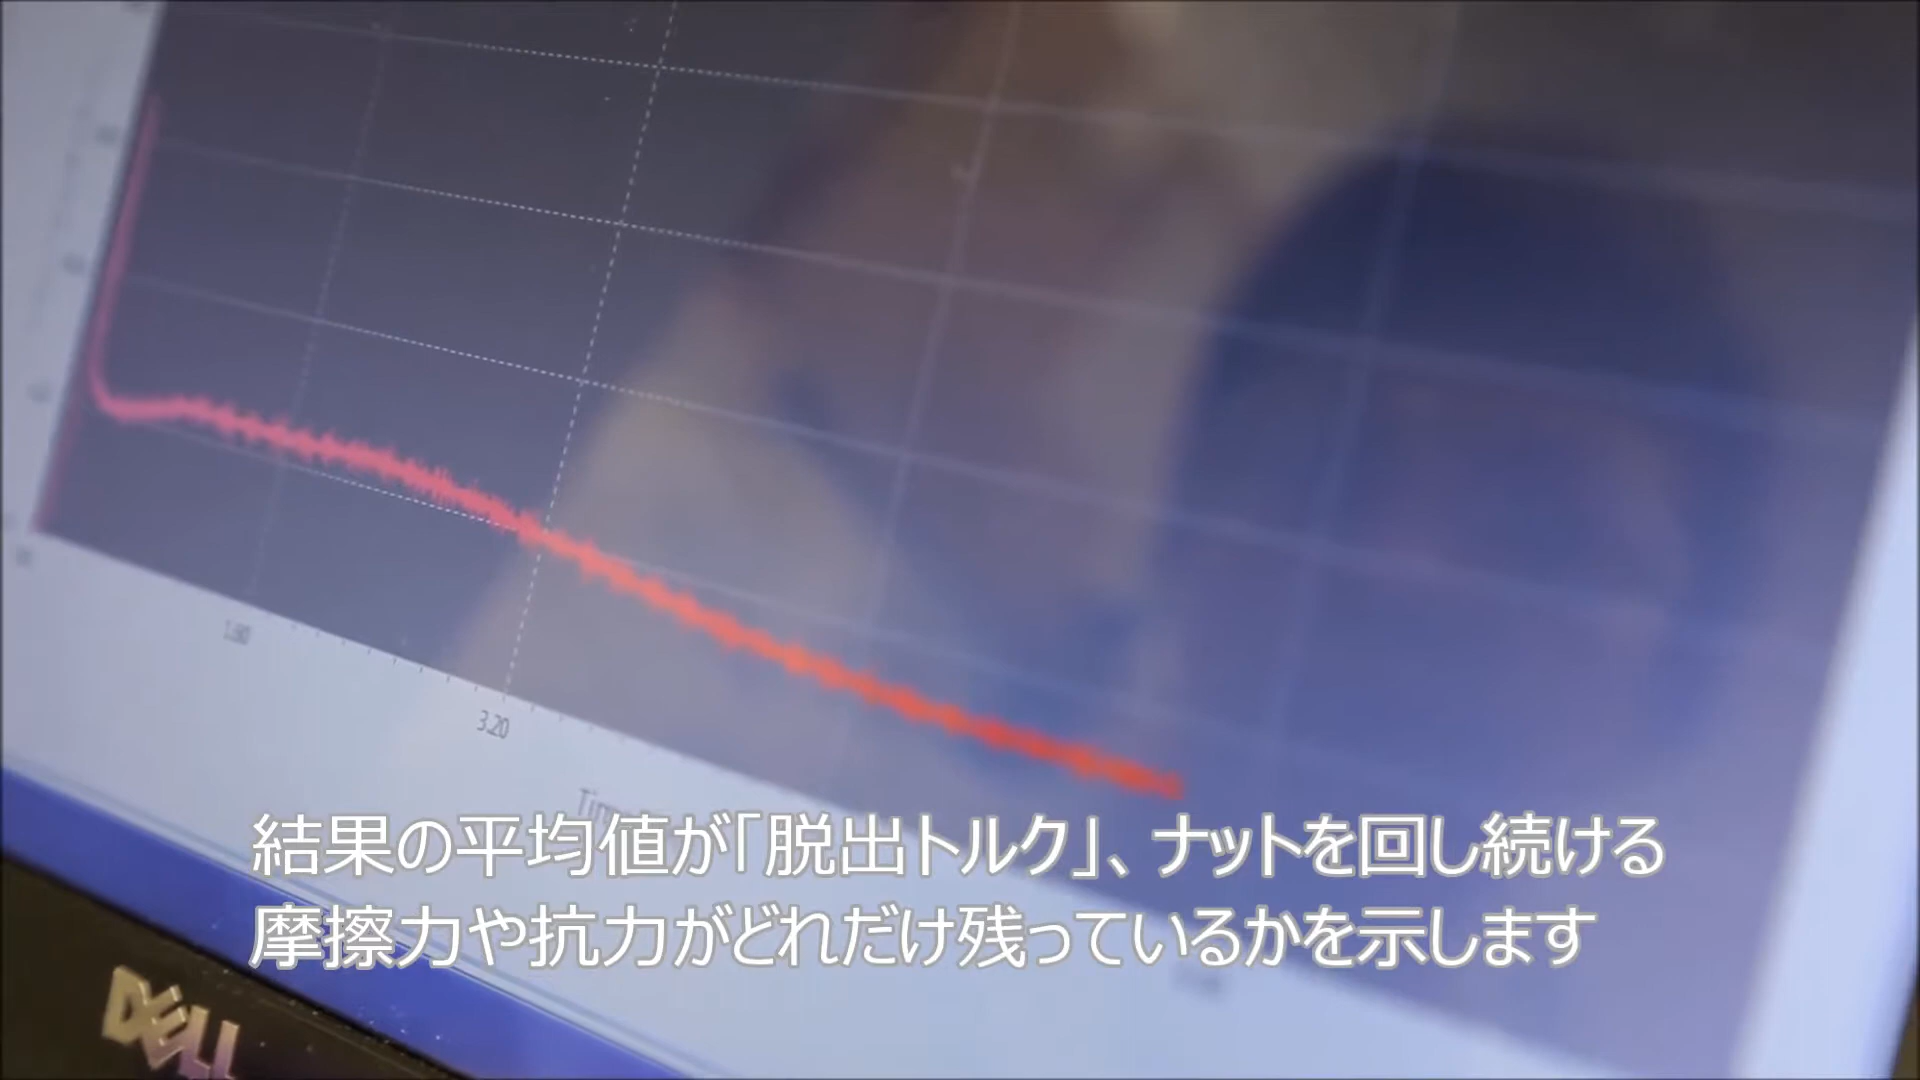 1.60
3.20
結果の平均値が「脱出トルク」、ナットを回し続ける
摩擦力や抗力がどれだけ残っているかを示します
DELL